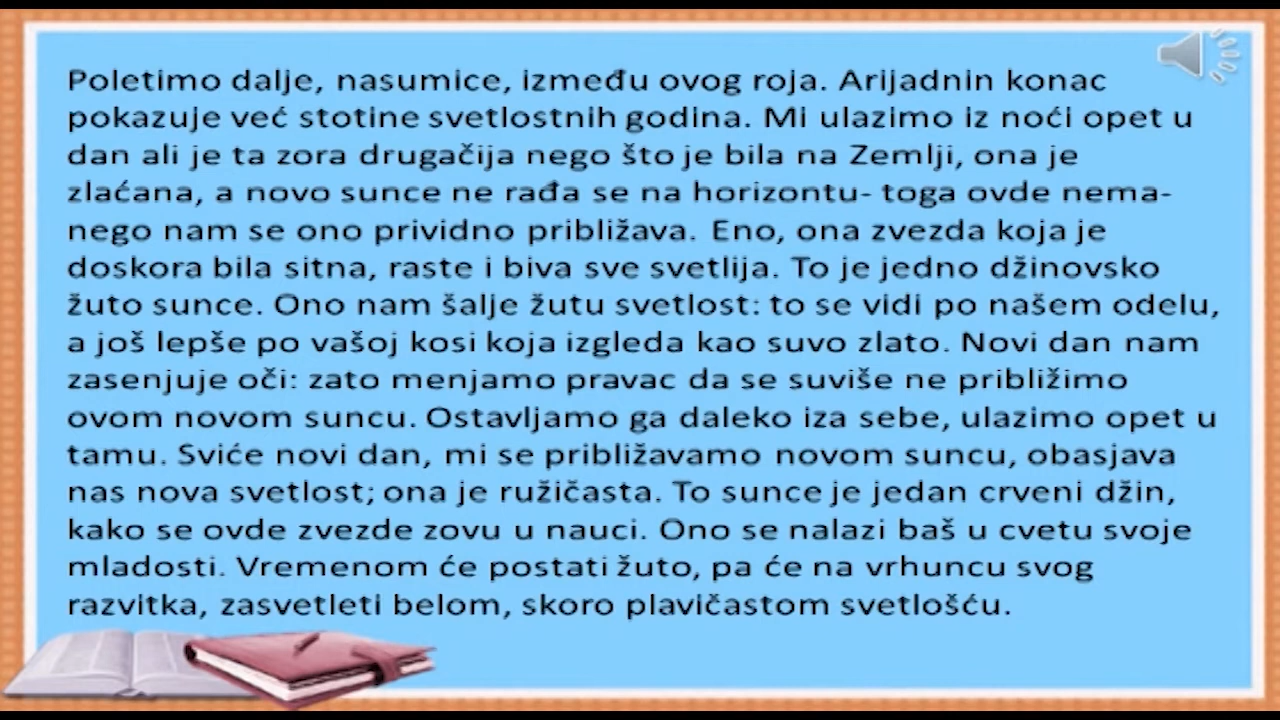 Poletimo dalje, nasumice, između ovog roja. Arijadnin konac
pokazuje već stotine svetlostnih godina. Mi ulazimo iz noći opet u
dan ali je ta zora drugačija nego što je bila na Zemlji, ona je
zlaćana, a novo sunce ne rađa se na horizontu- toga ovde nema-
nego nam se ono prividno približava. Eno, ona zvezda koja je
doskora bila sitna, raste i biva sve svetlija. To je jedno džinovsko
žuto sunce. Ono nam šalje žutu svetlost: to se vidi po našem odelu,
a još lepše po vašoj kosi koja izgleda kao suvo zlato. Novi dan nam
zasenjuje oči: zato menjamo pravac da se suviše ne približimo
ovom novom suncu. Ostavljamo ga daleko iza sebe, ulazimo opet u
tamu. Sviće novi dan, mi se približavamo novom suncu, obasjava
nas nova svetlost; ona je ružičasta. To sunce je jedan crveni džin,
kako se ovde zvezde zovu u nauci. Ono se nalazi baš u cvetu svoje
mladosti. Vremenom će postati žuto, pa će na vrhuncu svog
razvitka, zasvetleti belom, skoro plavičastom svetlošću.